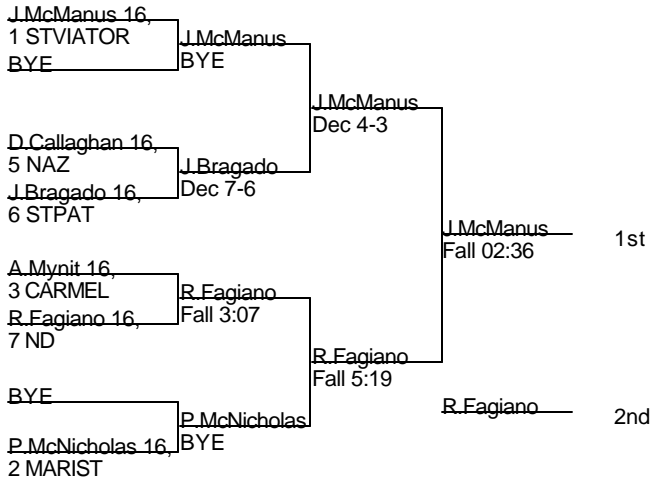 J.McManus 16,
1 STVIATOR
BYE
J.McManus
BYE
D.Callaghan 16,
5 NAZ
J.Bragado 16,
6 STPAT
J.Bragado
Dec 7-6
J.McManus
Dec 4-3
A.Mynit 16,
3 CARMEL
R.Fagiano 16,
7 ND
R.Fagiano
Fall 3:07
BYE
P.McNicholas 16,
2 MARIST
P.McNicholas
BYE
R.Fagiano
Fall 5:19
J.McManus
Fall 02:36
1st
R.Fagiano
2nd